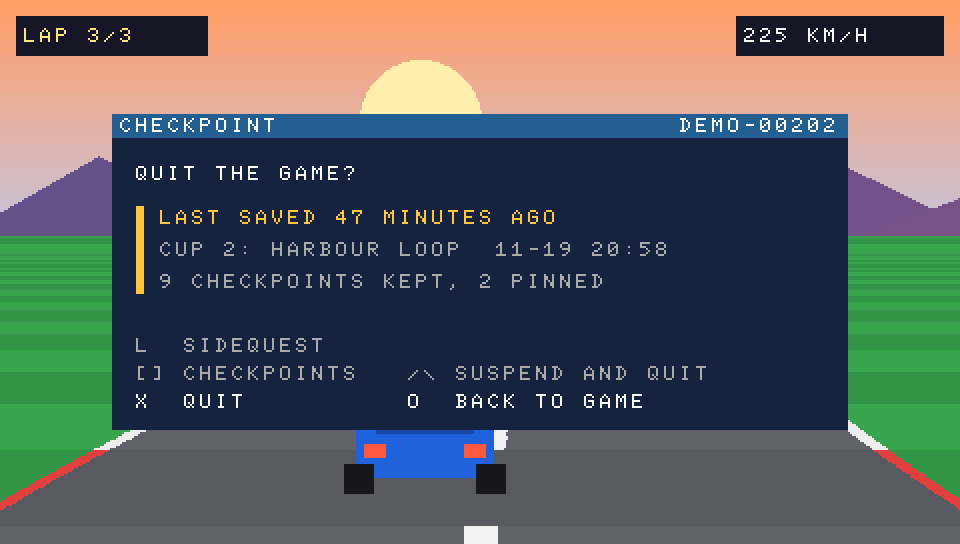 LAP 3/3
225 KM/H
CHECKPOINT DEMO-00202
QUIT THE GAME?
LAST SAVED 47 MINUTES AGO
CUP 2: HARBOUR LOOP 11-19 20:58
9 CHECKPOINTS KEPT, 2 PINNED
L SIDEQUEST
[] CHECKPOINTS /\ SUSPEND AND QUIT
X QUIT O BACK TO GAME